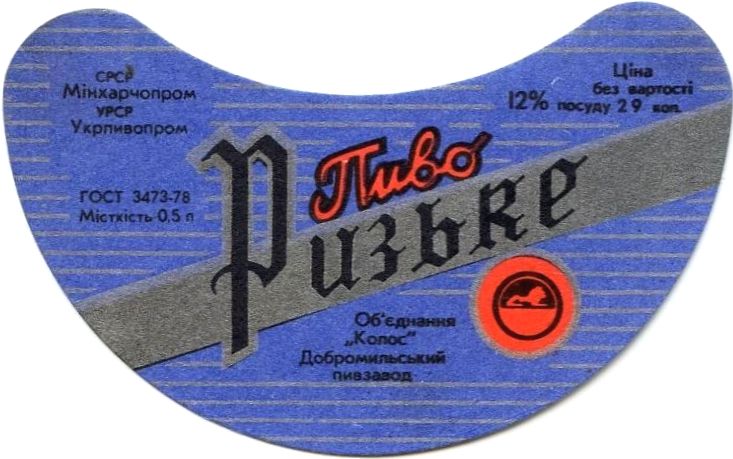 СРСР
Мінхарчопром
УРСР
Укрпивопром
ГОСТ 3473-78
Місткість 0,5 л
Ціна
без вартості
12% посуду 29 коп.
Пиво
Ризьке
Об'єднання
„Колос"
Добромильський
пивзавод